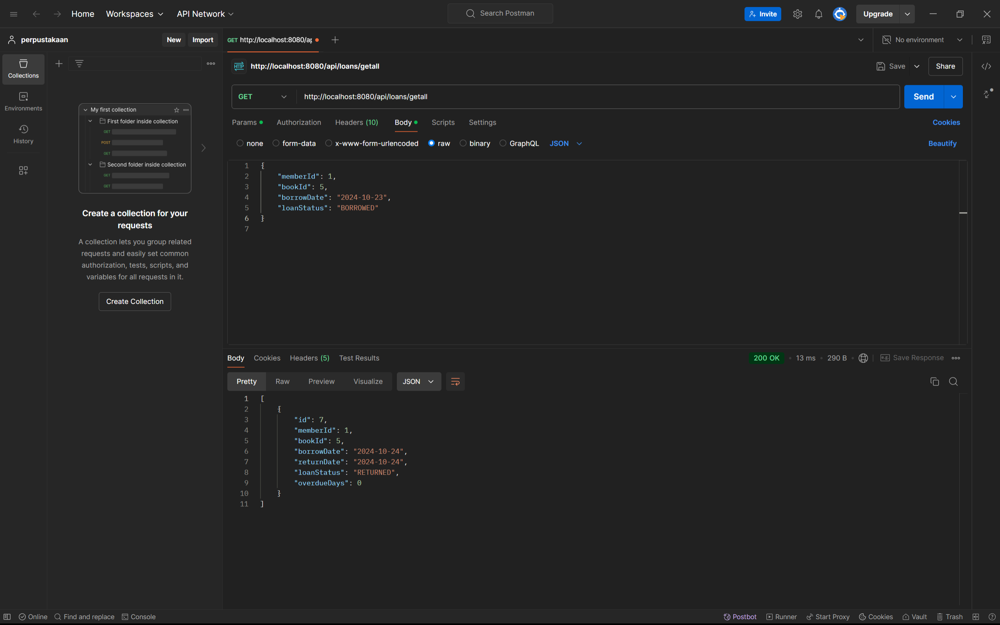 Home Workspaces API Network Search Postman Invite Upgrade
perpustakaan New Import GET http://localhost:8080/ap No environment
Collections
Environments
History
My first collection
First folder inside collection
GET
POST
GET
Second folder inside collection
GET
GET
Create a collection for your
requests
A collection lets you group related
requests and easily set common
authorization, tests, scripts, and
variables for all requests in it.
Create Collection
HTTP http://localhost:8080/api/loans/getall Save Share
GET http://localhost:8080/api/loans/getall Send
Params Authorization Headers (10) Body Scripts Settings Cookies
none form-data x-www-form-urlencoded raw binary GraphQL JSON Beautify
1 {
2 "memberId": 1,
3 "bookId": 5,
4 "borrowDate": "2024-10-23",
5 "loanStatus": "BORROWED"
6 }
7
Body Cookies Headers (5) Test Results 200 OK • 13 ms • 290 B • e.g. Save Response
Pretty Raw Preview Visualize JSON
1 [
2 {
3 "id": 7,
4 "memberId": 1,
5 "bookId": 5,
6 "borrowDate": "2024-10-24",
7 "returnDate": "2024-10-24",
8 "loanStatus": "RETURNED",
9 "overdueDays": 0
10 }
11 ]
Online Find and replace Console Postbot Runner Start Proxy Cookies Vault Trash